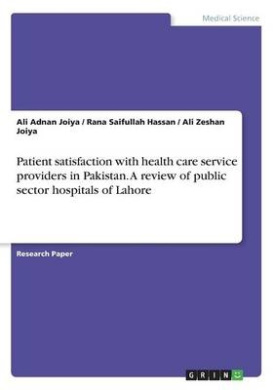 Medical Science
Ali Adnan Joiya / Rana Saifullah Hassan / Ali Zeshan
Joiya
Patient satisfaction with health care service
providers in Pakistan. A review of public
sector hospitals of Lahore
Research Paper
G R I N